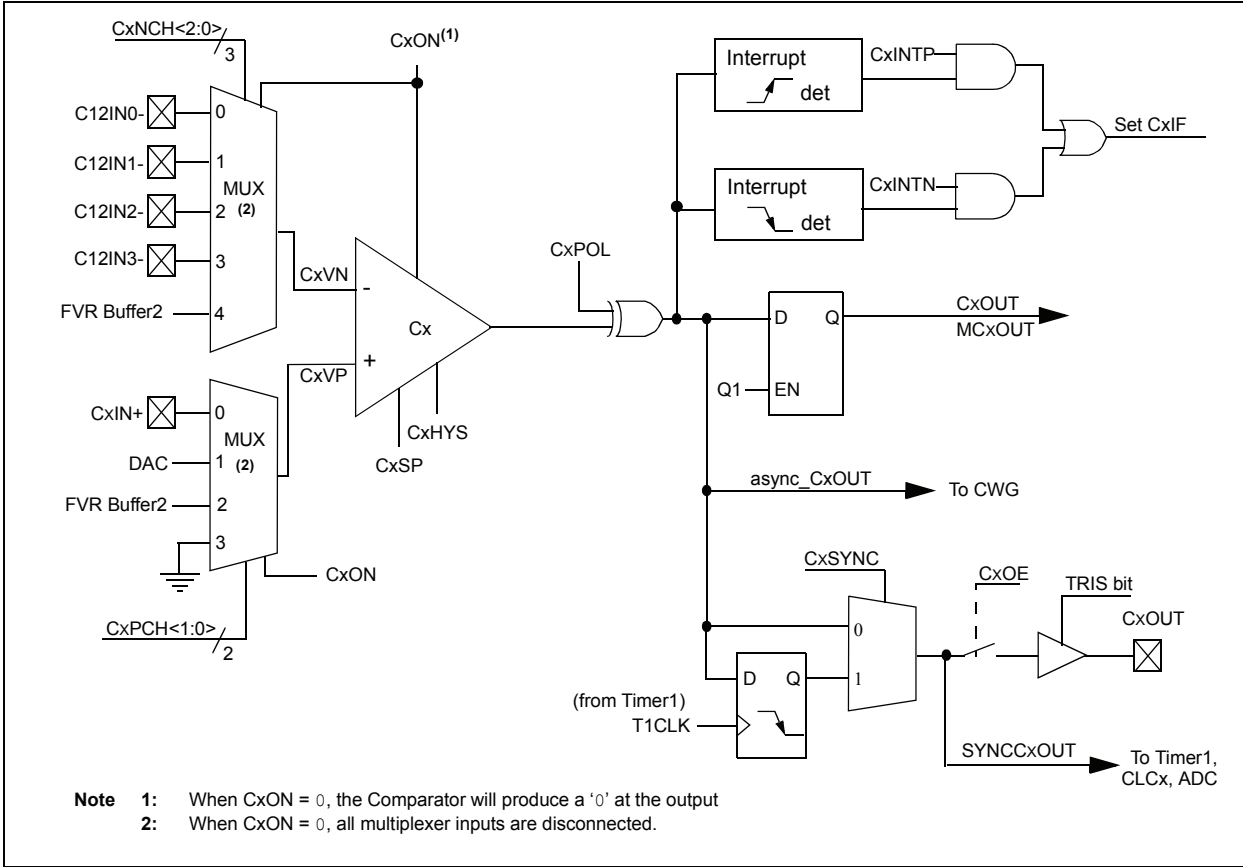 CxNCH<2:0>
3
CxON(1)
C12IN0-
0
C12IN1-
1
MUX
(2)
C12IN2-
2
C12IN3-
3
FVR Buffer2
4
CxVN
-
Cx
+
CxVP
CxIN+
0
MUX
(2)
DAC
1
FVR Buffer2
2
3
CxON
CxPCH<1:0>
2
CxHYS
CxSP
CxPOL
Interrupt
det
CxINTP
Interrupt
det
CxINTN
Set CxIF
D
Q
Q1
EN
CxOUT
MCxOUT
async_CxOUT
To CWG
CxSYNC
0
1
D
Q
(from Timer1)
T1CLK
CxOE
TRIS bit
CxOUT
SYNCCxOUT
To Timer1,
CLCx, ADC
Note 1: When CxON = 0, the Comparator will produce a ‘0’ at the output
2: When CxON = 0, all multiplexer inputs are disconnected.